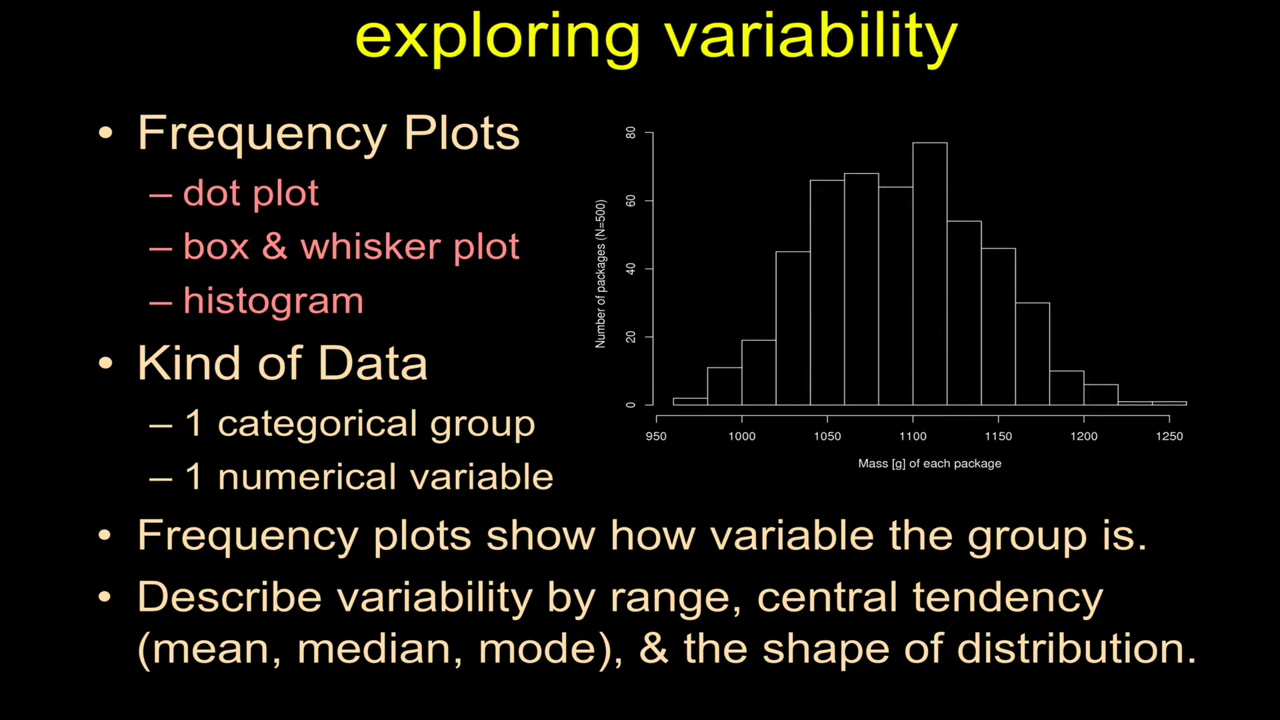 exploring variability
• Frequency Plots
– dot plot
– box & whisker plot
– histogram
• Kind of Data
– 1 categorical group
– 1 numerical variable
• Frequency plots show how variable the group is.
• Describe variability by range, central tendency
(mean, median, mode), & the shape of distribution.
Number of packages (N=500)
80
60
40
20
0
950 1000 1050 1100 1150 1200 1250
Mass [g] of each package